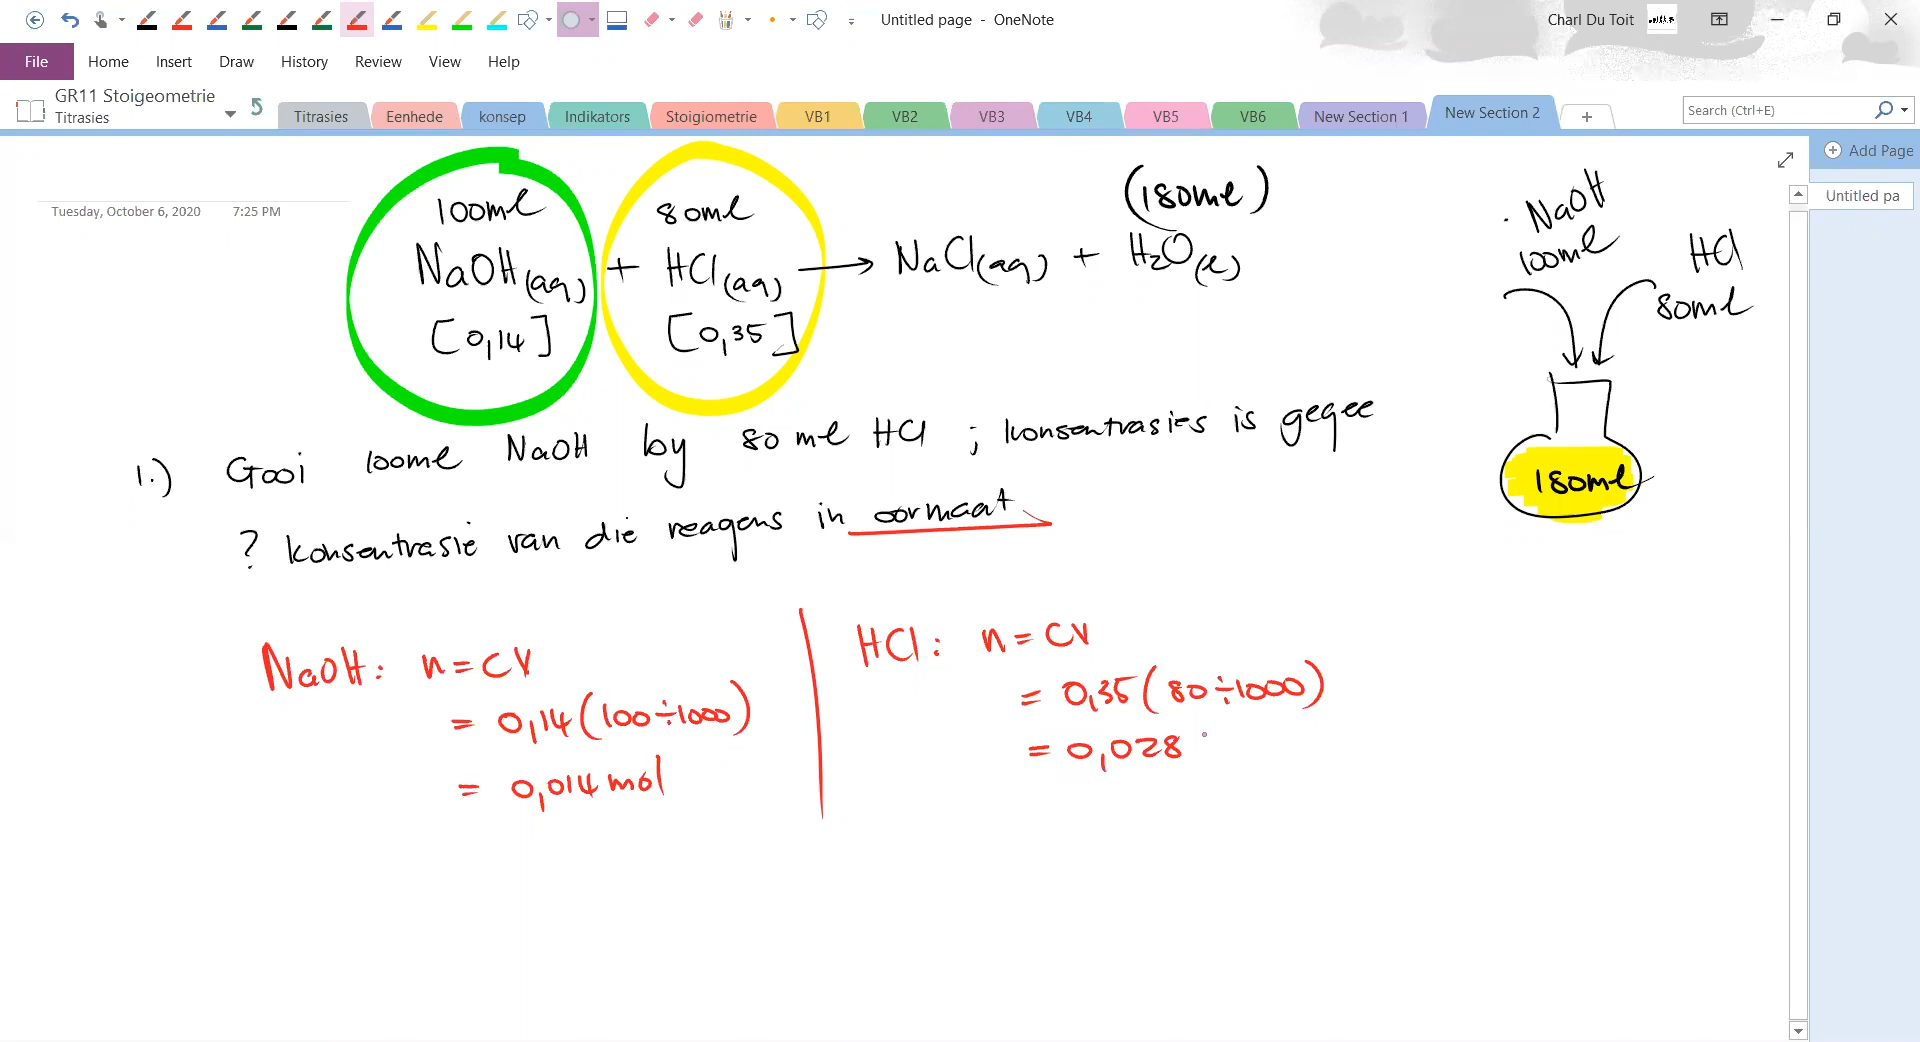 Untitled page - OneNote
Charl Du Toit
File Home Insert Draw History Review View Help
GR11 Stoigeometrie
Titrasies
Titrasies Eenhede konsep Indikators Stoigiometrie VB1 VB2 VB3 VB4 VB5 VB6 New Section 1 New Section 2 +
Search (Ctrl+E)
Add Page
Untitled pa
Tuesday, October 6, 2020 7:25 PM
100ml 80ml (180ml)
NaOH(aq) + HCl(aq) → NaCl(aq) + H2O(l)
[0,14] [0,35]
NaOH
100ml
HCl
80ml
180ml
1.) Gooi 100ml NaOH by 80ml HCl ; konsentrasies is gegee
? konsentrasie van die reagens in oormaat
NaOH: n = CV
= 0,14(100÷1000)
= 0,014 mol
HCl: n = CV
= 0,35(80÷1000)
= 0,028